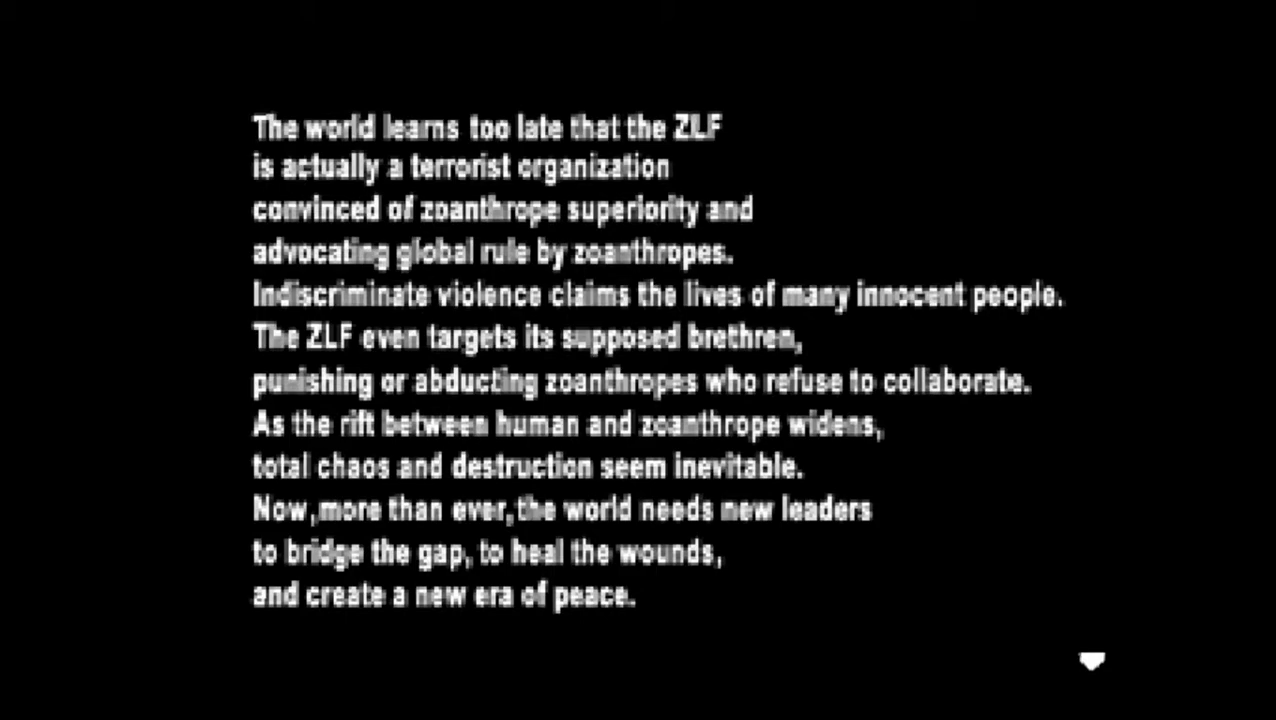 The world learns too late that the ZLF
is actually a terrorist organization
convinced of zoanthrope superiority and
advocating global rule by zoanthropes.
Indiscriminate violence claims the lives of many innocent people.
The ZLF even targets its supposed brethren,
punishing or abducting zoanthropes who refuse to collaborate.
As the rift between human and zoanthrope widens,
total chaos and destruction seem inevitable.
Now,more than ever,the world needs new leaders
to bridge the gap, to heal the wounds,
and create a new era of peace.